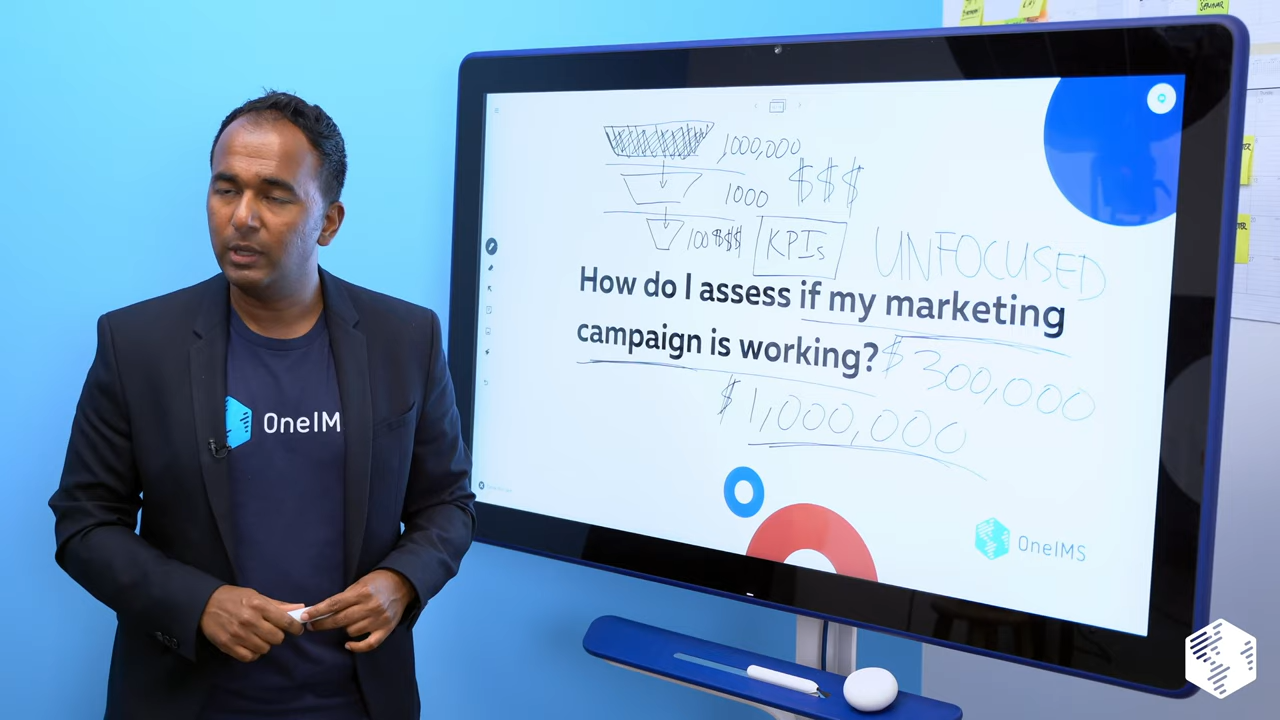 1,000,000
1000
$$$
100 $$$
KPIs
UNFOCUSED
How do I assess if my marketing
campaign is working?
$300,000
$1,000,000
OneIMS
OneIM